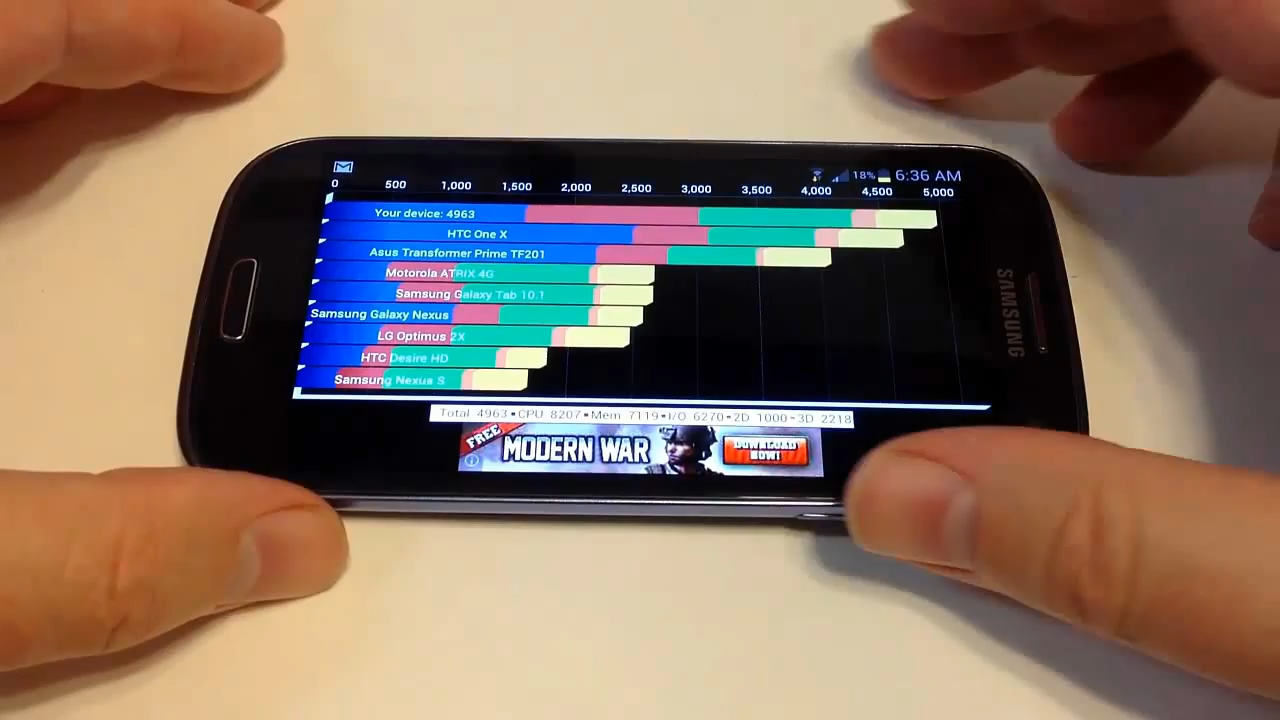 18% 6:36 AM
0 500 1,000 1,500 2,000 2,500 3,000 3,500 4,000 4,500 5,000
Your device: 4963
HTC One X
Asus Transformer Prime TF201
Motorola ATRIX 4G
Samsung Galaxy Tab 10.1
Samsung Galaxy Nexus
LG Optimus 2X
HTC Desire HD
Samsung Nexus S
Total 4963 CPU 8207 Mem 7119 I/O 6270 2D 1000 3D 2218
FREE
MODERN WAR
DOWNLOAD
NOW!
SAMSUNG